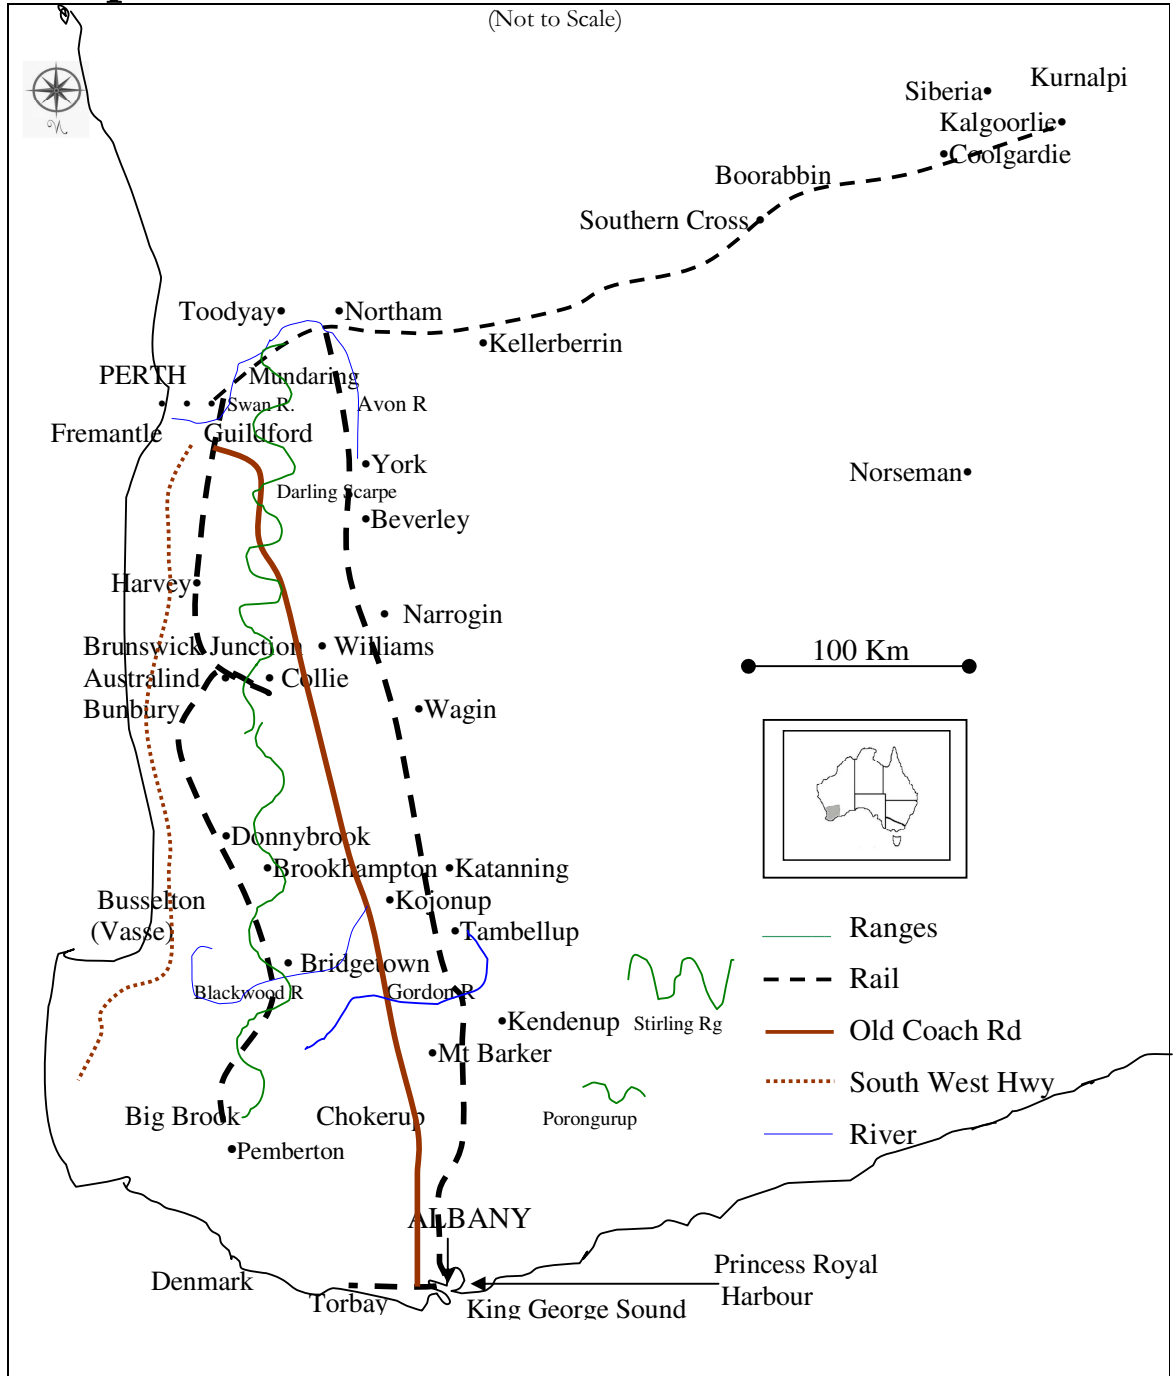 (Not to Scale)
Kurnalpi
Siberia
Kalgoorlie
Coolgardie
Boorabbin
Southern Cross
N
Toodyay
Northam
Kellerberrin
PERTH
Mundaring
Swan R.
Avon R
Fremantle
Guildford
York
Norseman
Darling Scarpe
Beverley
Harvey
Narrogin
Brunswick Junction
Williams
100 Km
Australind
Collie
Bunbury
Wagin
Donnybrook
Brookhampton
Katanning
Busselton
(Vasse)
Kojonup
Tambellup
Ranges
Bridgetown
Rail
Blackwood R
Gordon R
Kendenup
Stirling Rg
Old Coach Rd
Mt Barker
South West Hwy
Big Brook
Chokerup
Porongurup
River
Pemberton
ALBANY
Princess Royal
Harbour
Denmark
Torbay
King George Sound